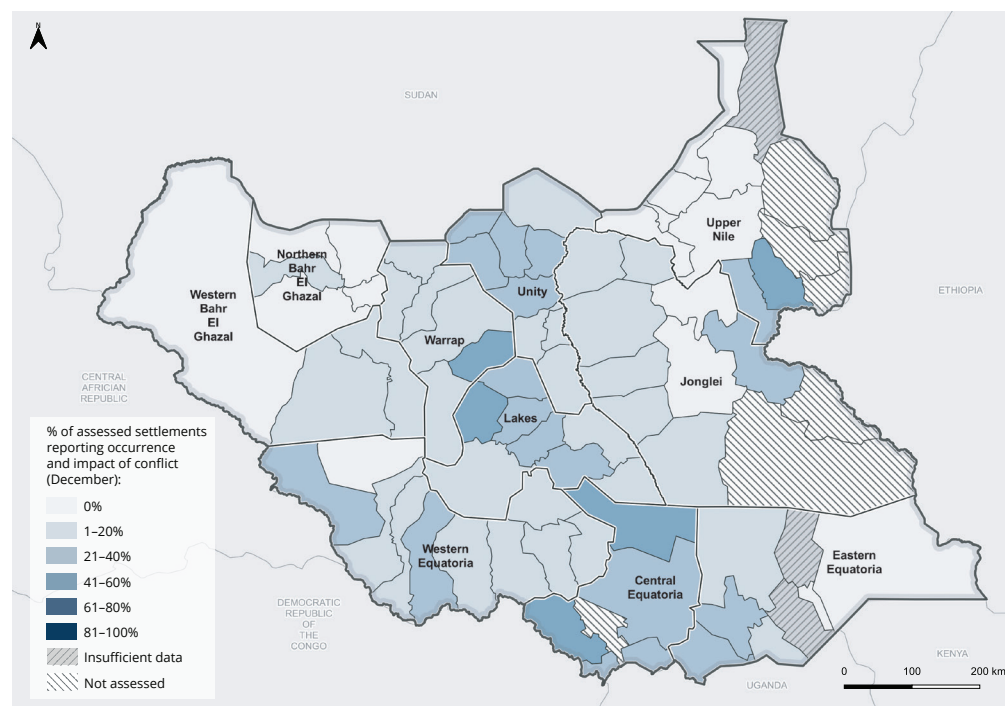 N
SUDAN
Upper
Nile
Northern
Bahr
El
Ghazal
Western
Bahr
El
Ghazal
Unity
ETHIOPIA
Warrap
CENTRAL
AFRICIAN
REPUBLIC
Jonglei
Lakes
% of assessed settlements
reporting occurrence
and impact of conflict
(December):
0%
1–20%
21–40%
41–60%
61–80%
81–100%
Insufficient data
Not assessed
Western
Equatoria
Eastern
Equatoria
Central
Equatoria
DEMOCRATIC
REPUBLIC
OF
THE
CONGO
KENYA
UGANDA
0 100 200 km